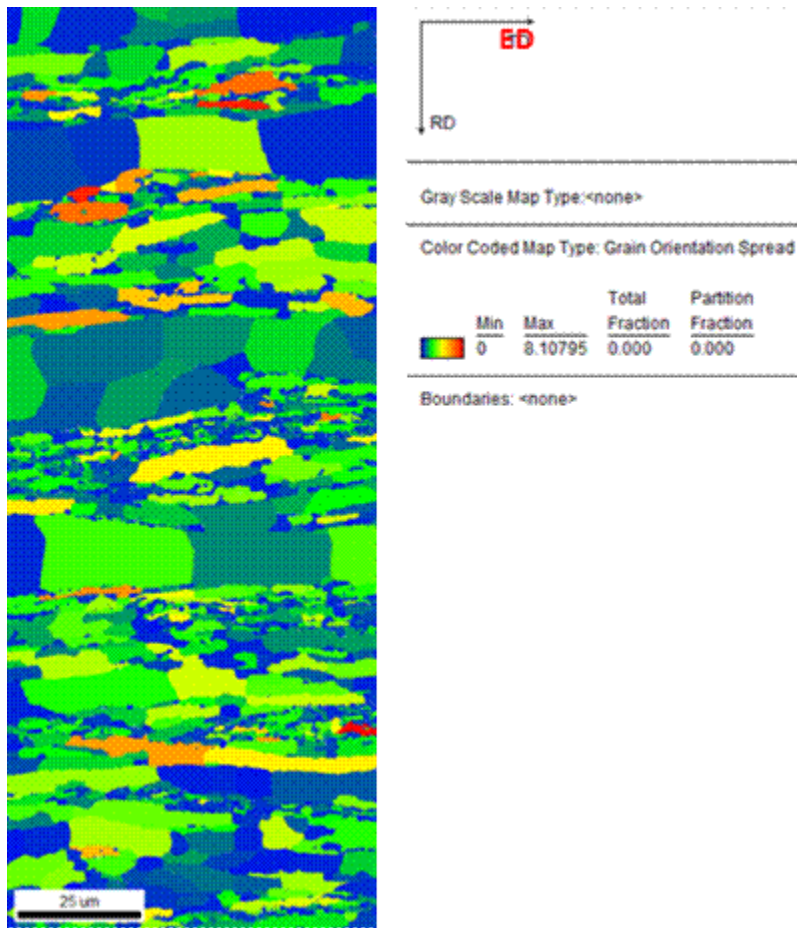 ED
RD
Gray Scale Map Type:<none>
Color Coded Map Type: Grain Orientation Spread
Total Partition
Min Max Fraction Fraction
0 8.10795 0.000 0.000
Boundaries: <none>
25 um